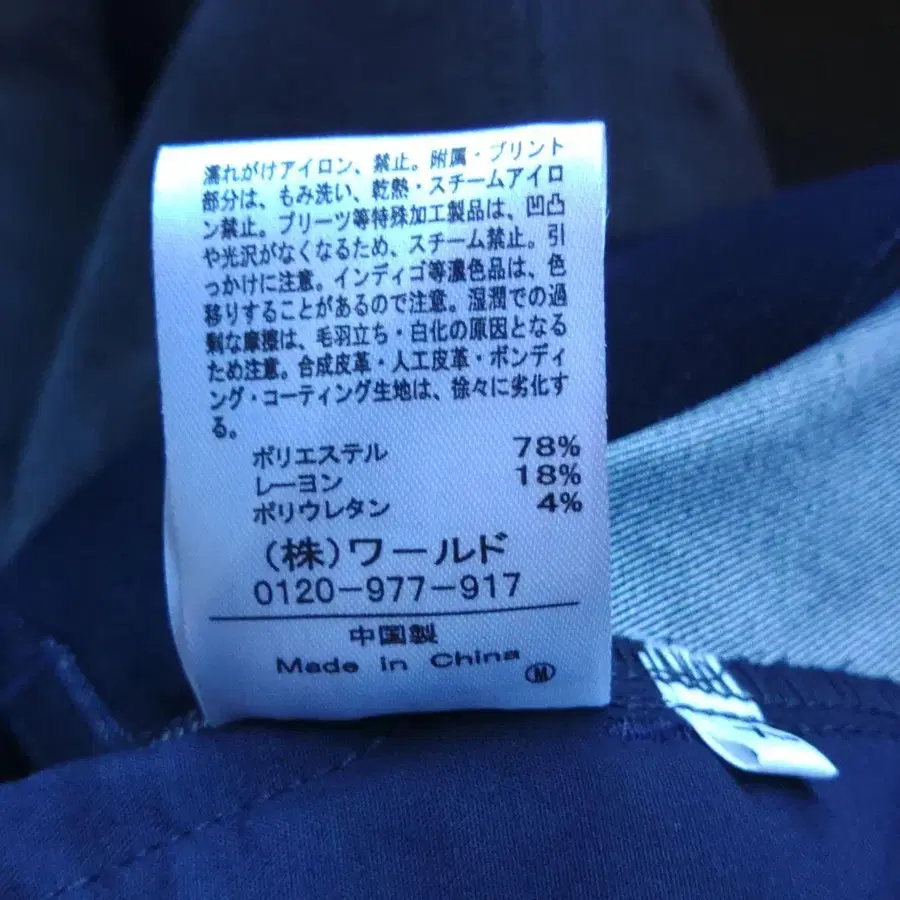 濡れがけアイロン、禁止。附属・プリント
部分は、もみ洗い、乾熱・スチームアイロ
ン禁止。プリーツ等特殊加工製品は、凹凸
や光沢がなくなるため、スチーム禁止。引
っかけに注意。インディゴ等濃色品は、色
移りすることがあるので注意。湿潤での過
剰な摩擦は、毛羽立ち・白化の原因となる
ため注意。合成皮革・人工皮革・ボンディ
ング・コーティング生地は、徐々に劣化す
る。
ポリエステル 78%
レーヨン 18%
ポリウレタン 4%
(株)ワールド
0120-977-917
中国製
Made in China
Ⓜ